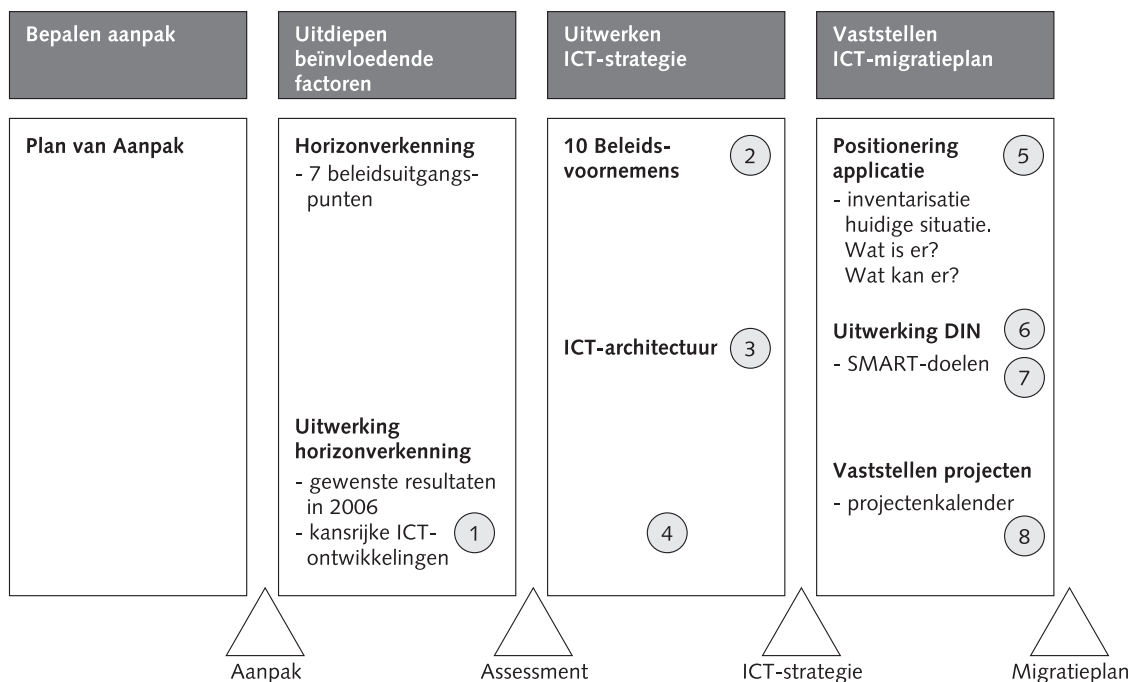 Bepalen aanpak
Uitdiepen
beïnvloedende
factoren
Uitwerken
ICT-strategie
Vaststellen
ICT-migratieplan
Plan van Aanpak
Horizonverkenning
- 7 beleidsuitgangs-
punten
Uitwerking
horizonverkenning
- gewenste resultaten
in 2006
- kansrijke ICT-
ontwikkelingen
1
10 Beleids-
voornemens
2
ICT-architectuur
3
4
Positionering
applicatie
5
- inventarisatie
huidige situatie.
Wat is er?
Wat kan er?
Uitwerking DIN
6
- SMART-doelen
7
Vaststellen projecten
- projectenkalender
8
Aanpak
Assessment
ICT-strategie
Migratieplan